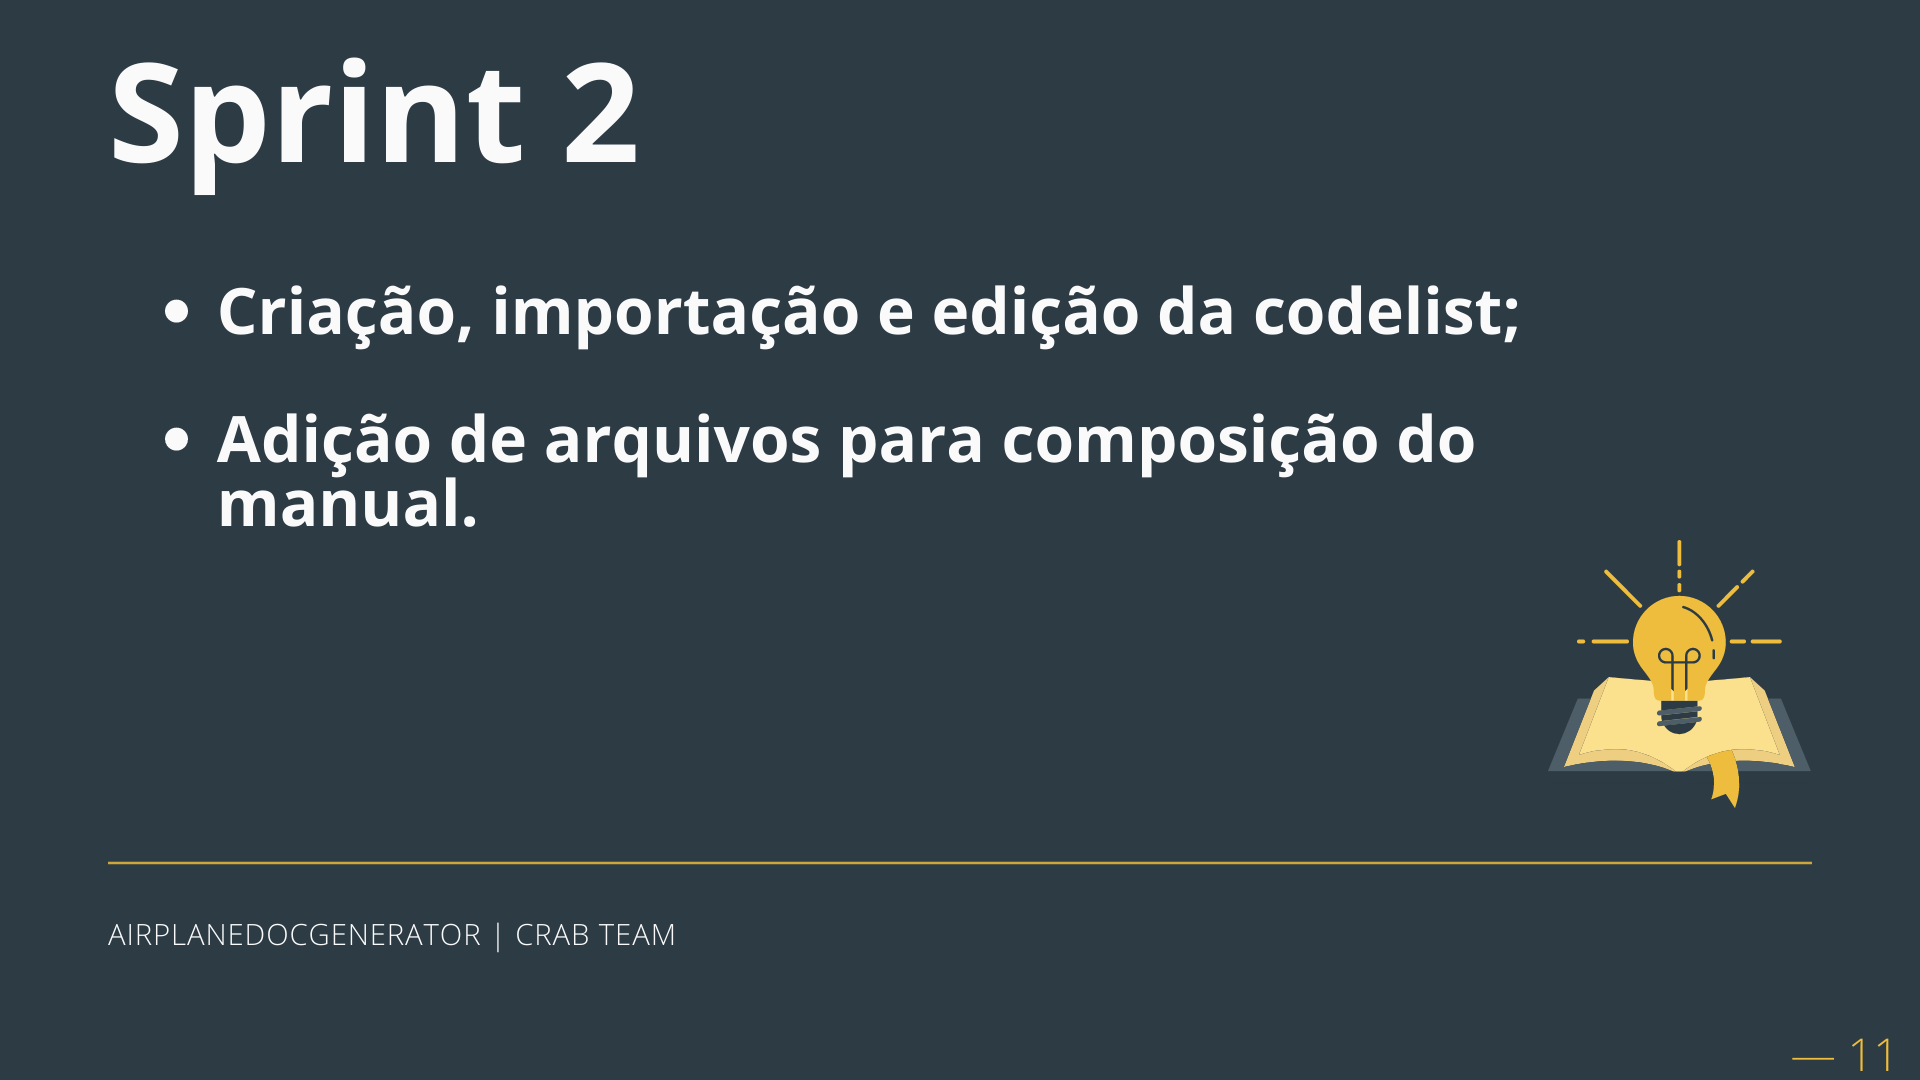 Sprint 2
• Criação, importação e edição da codelist;
• Adição de arquivos para composição do
manual.
AIRPLANEDOCGENERATOR | CRAB TEAM
— 11